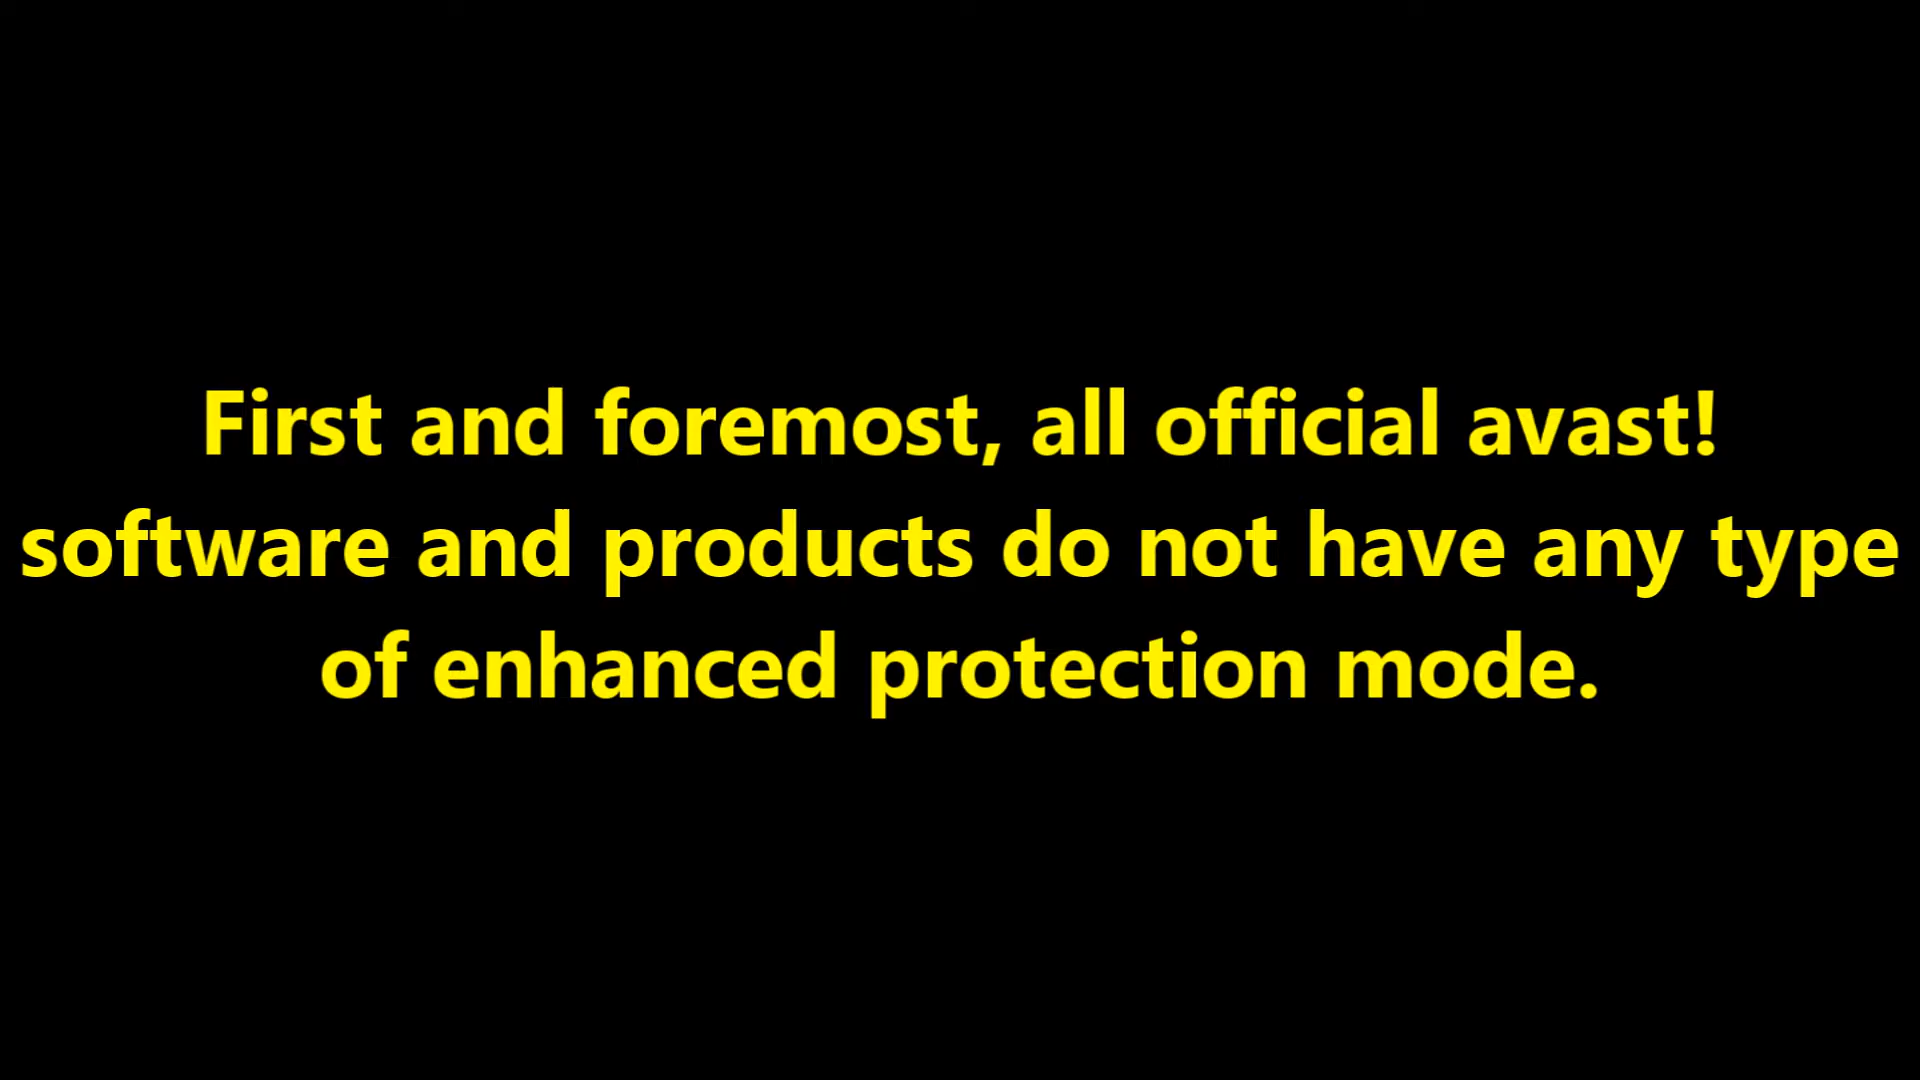 First and foremost, all official avast!
software and products do not have any type
of enhanced protection mode.